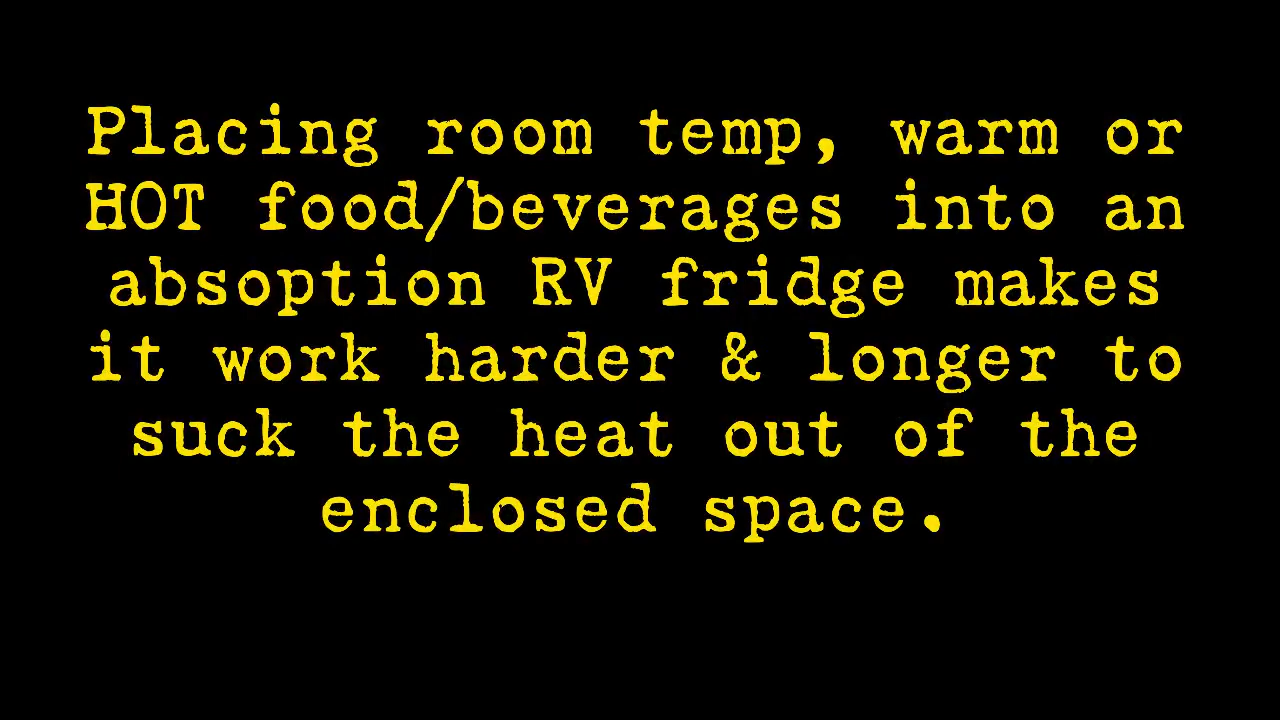 Placing room temp, warm or
HOT food/beverages into an
absoption RV fridge makes
it work harder & longer to
suck the heat out of the
enclosed space.